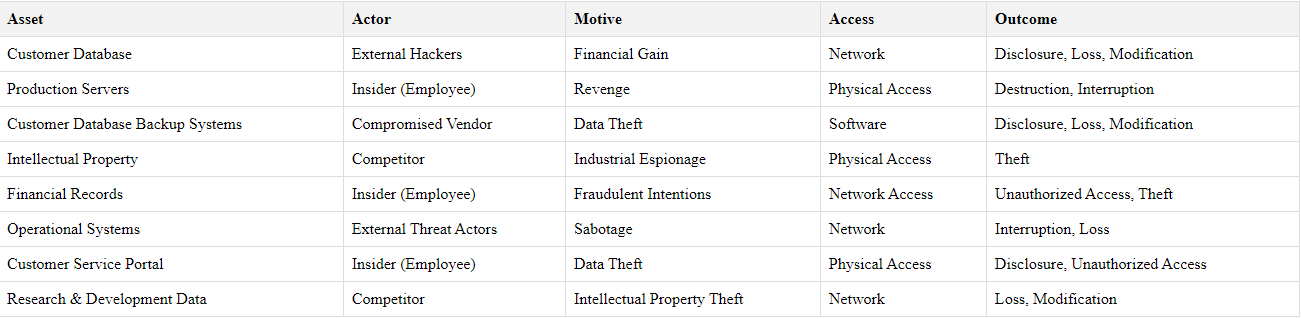 Asset Actor Motive Access Outcome
Customer Database External Hackers Financial Gain Network Disclosure, Loss, Modification
Production Servers Insider (Employee) Revenge Physical Access Destruction, Interruption
Customer Database Backup Systems Compromised Vendor Data Theft Software Disclosure, Loss, Modification
Intellectual Property Competitor Industrial Espionage Physical Access Theft
Financial Records Insider (Employee) Fraudulent Intentions Network Access Unauthorized Access, Theft
Operational Systems External Threat Actors Sabotage Network Interruption, Loss
Customer Service Portal Insider (Employee) Data Theft Physical Access Disclosure, Unauthorized Access
Research & Development Data Competitor Intellectual Property Theft Network Loss, Modification